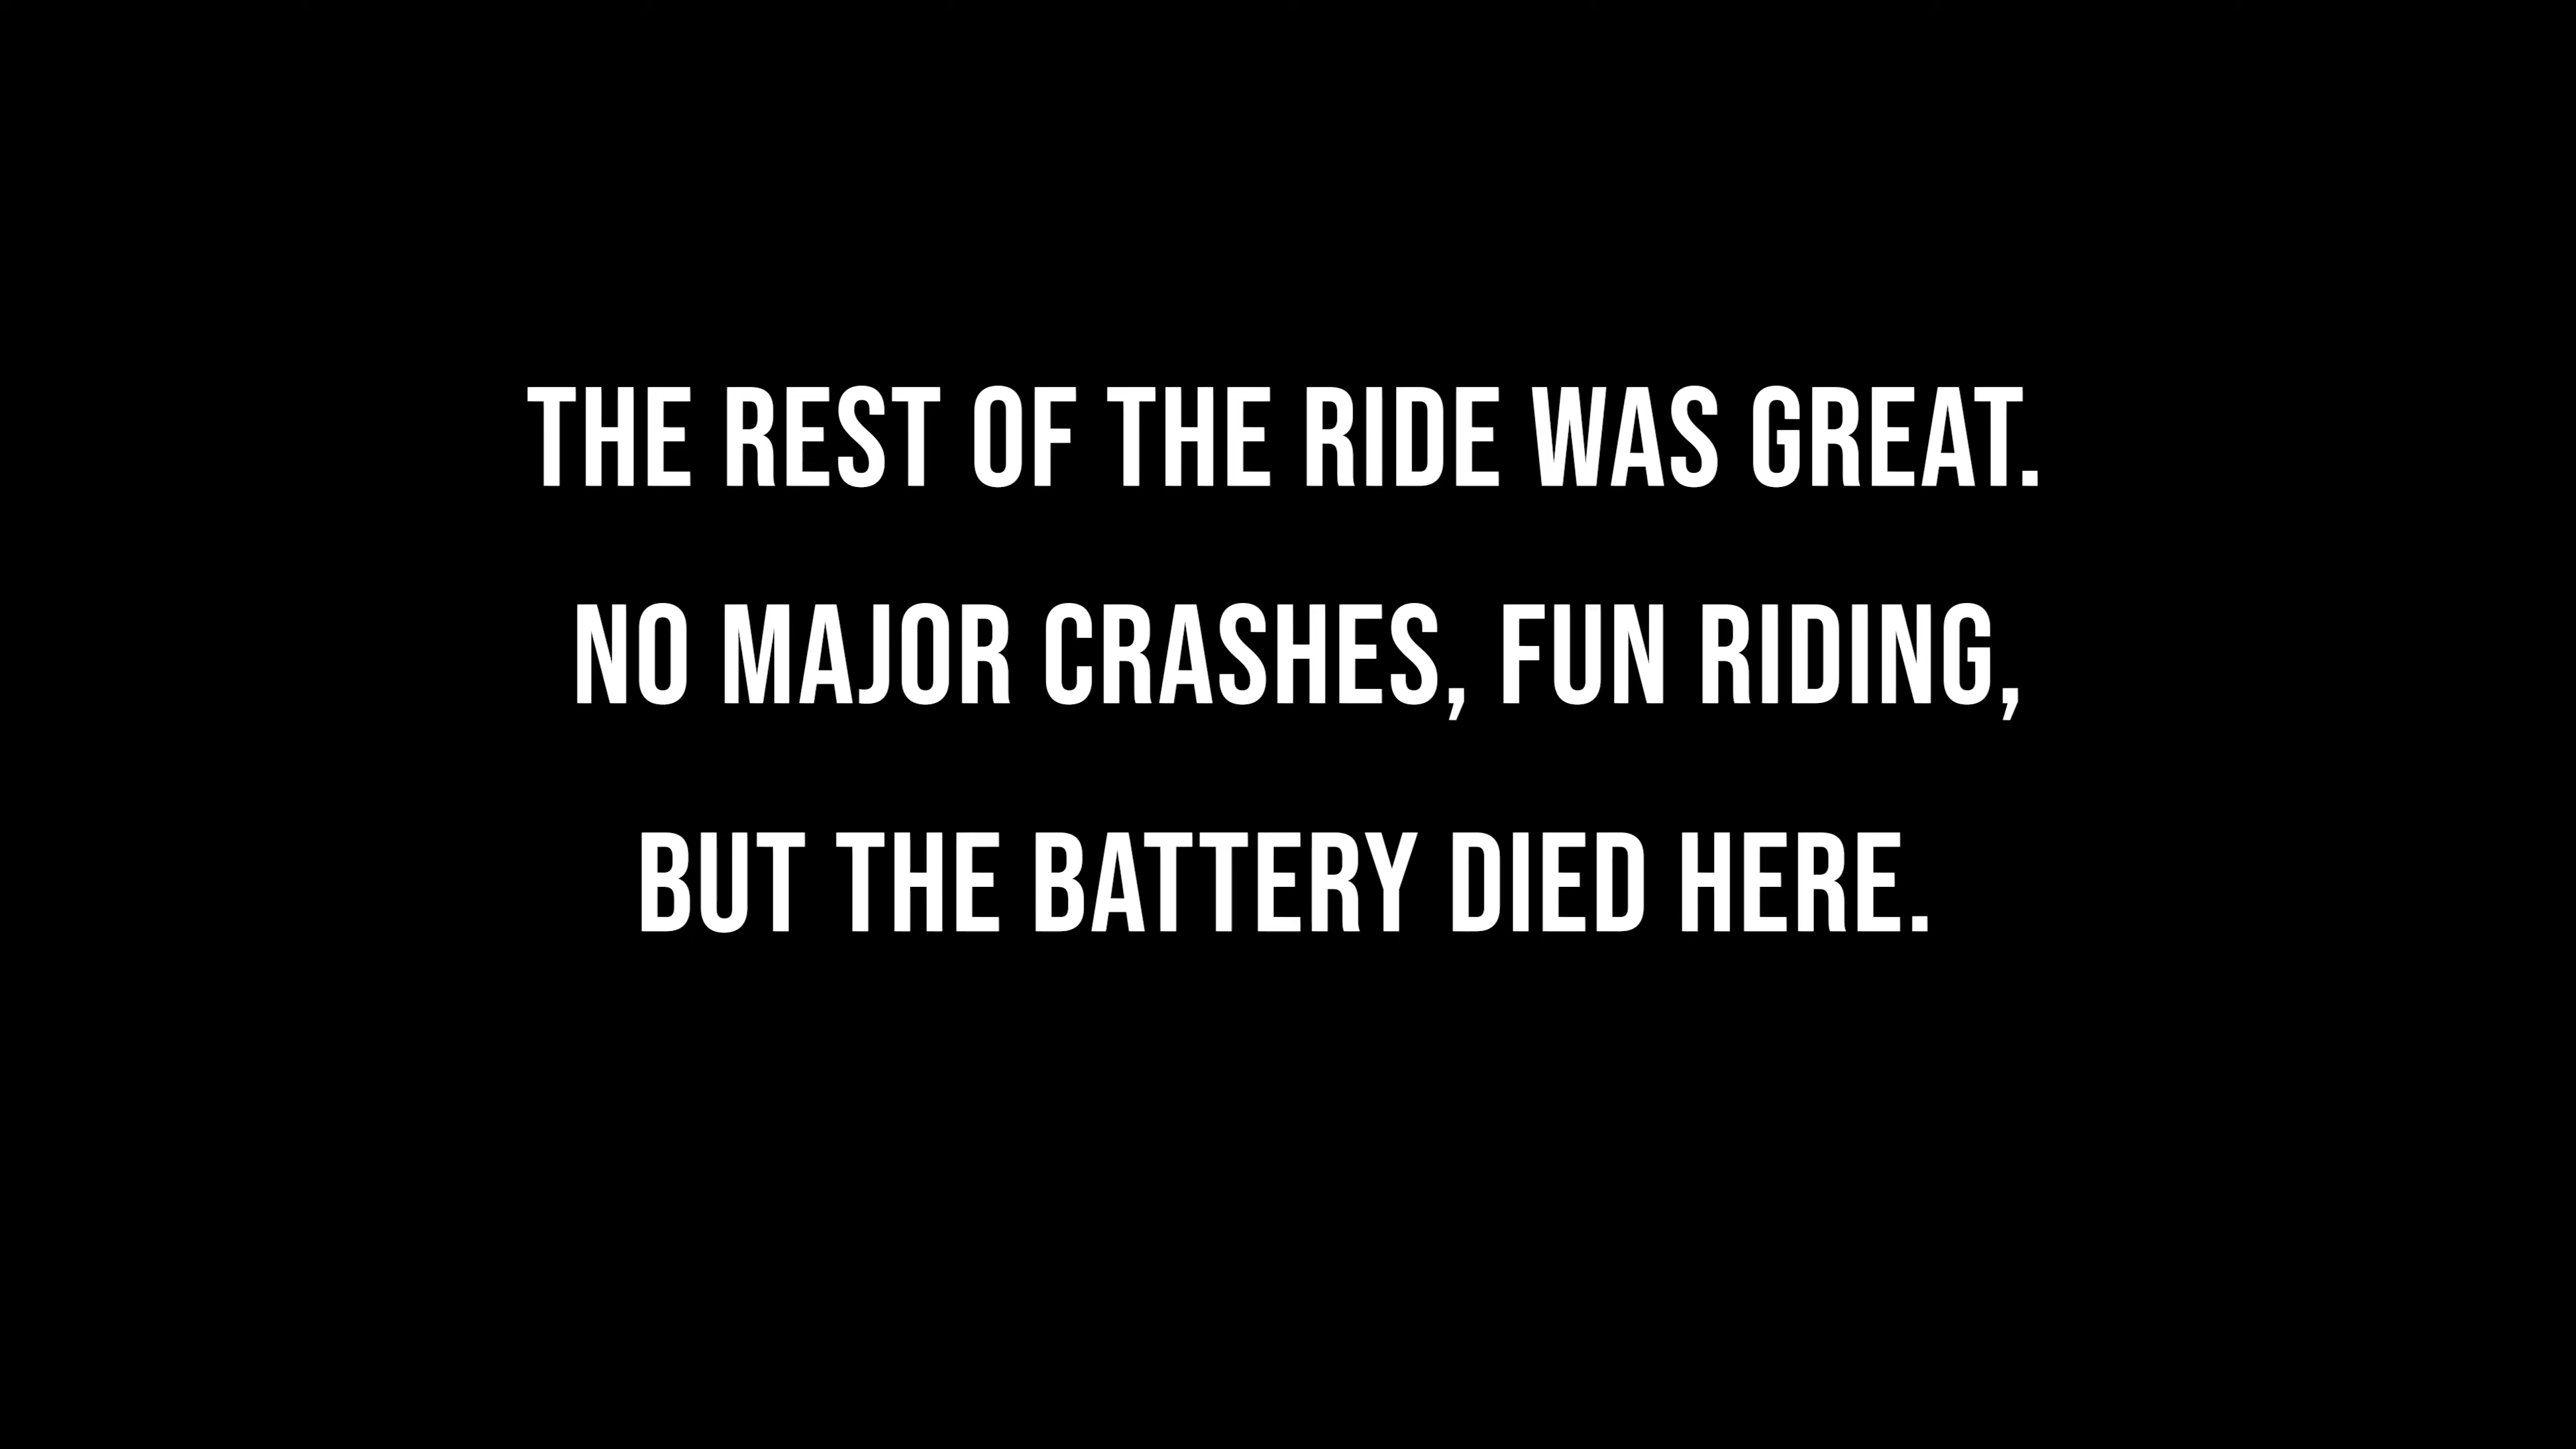 THE REST OF THE RIDE WAS GREAT.
NO MAJOR CRASHES, FUN RIDING,
BUT THE BATTERY DIED HERE.